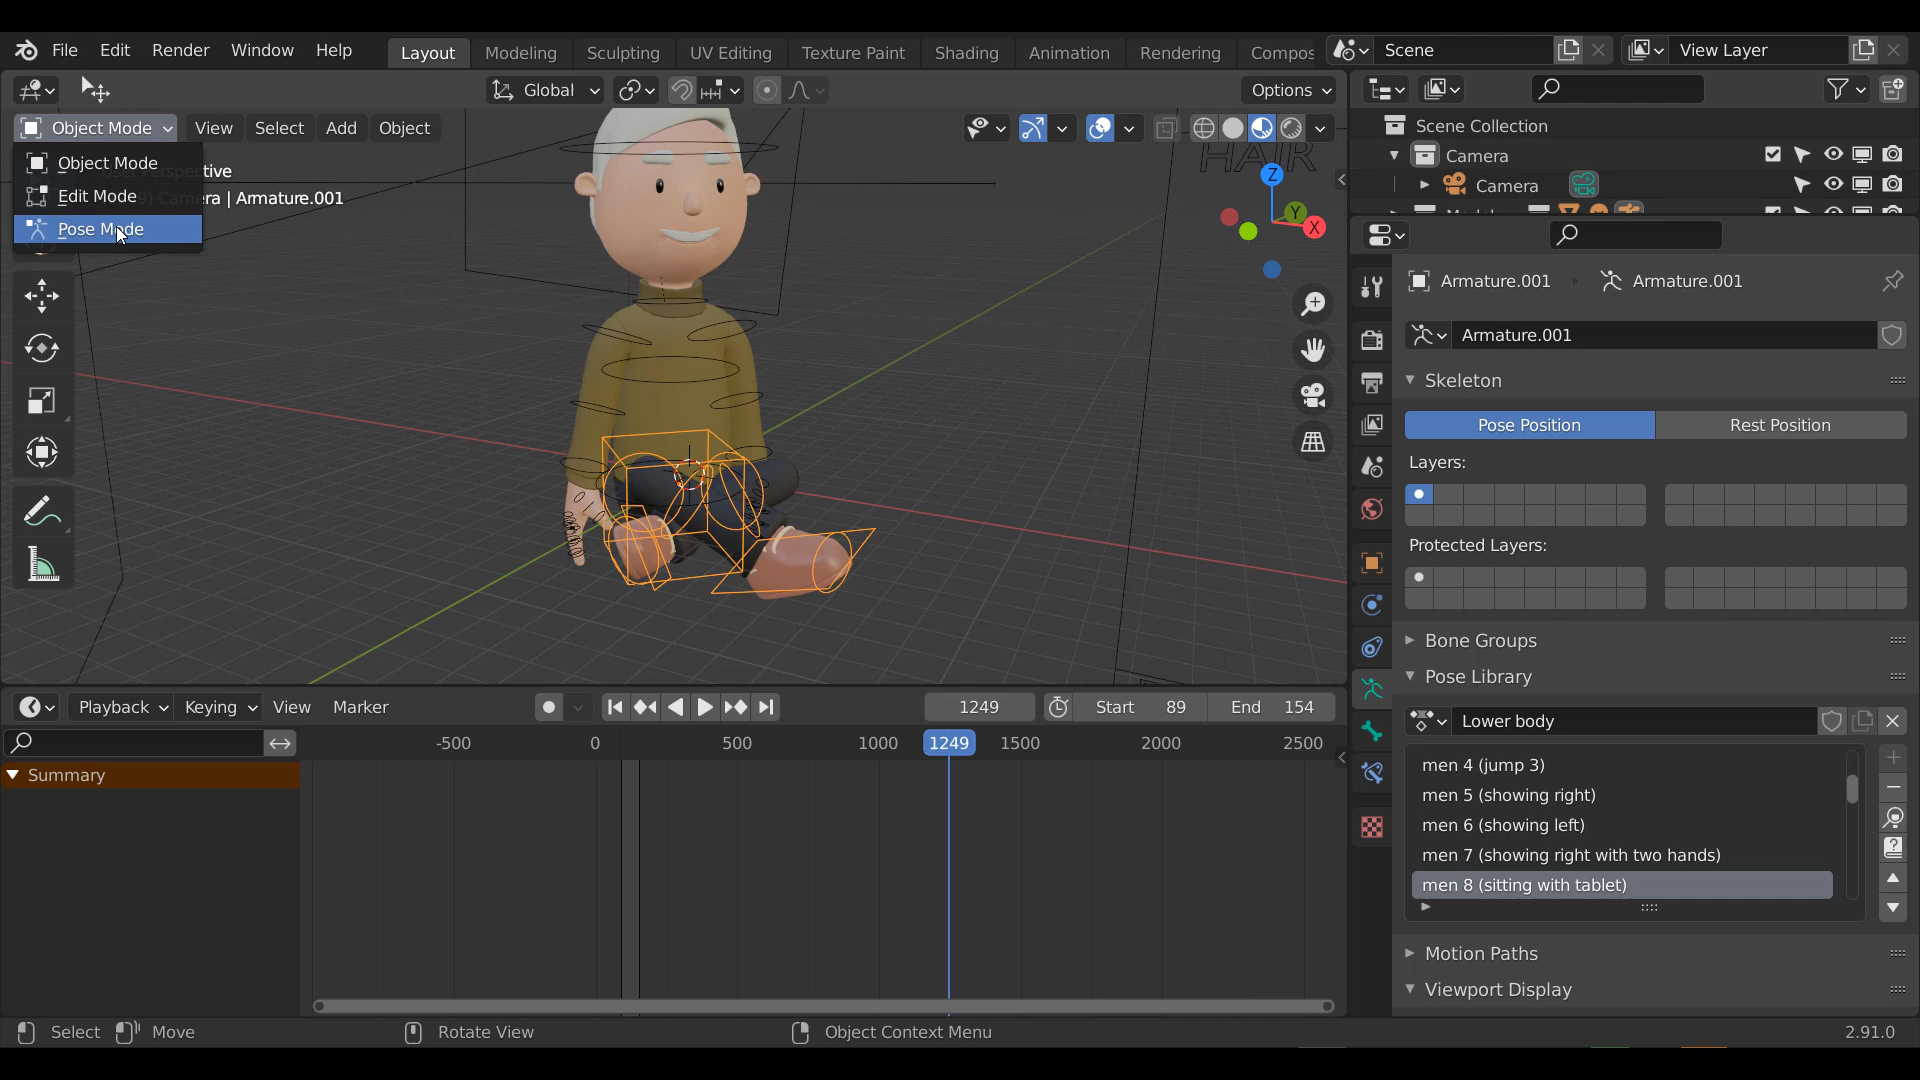 File Edit Render Window Help Layout Modeling Sculpting UV Editing Texture Paint Shading Animation Rendering Compos Scene View Layer
Global Options
Object Mode View Select Add Object
Object Mode
Edit Mode
Pose Mode
tive
ra | Armature.001
HAIR
Z
Y
X
Scene Collection
Camera
Camera
Armature.001 Armature.001
Armature.001
Skeleton
Pose Position Rest Position
Layers:
Protected Layers:
Bone Groups
Pose Library
Lower body
men 4 (jump 3)
men 5 (showing right)
men 6 (showing left)
men 7 (showing right with two hands)
men 8 (sitting with tablet)
Motion Paths
Viewport Display
Playback Keying View Marker 1249 Start 89 End 154
-500 0 500 1000 1249 1500 2000 2500
Summary
Select Move Rotate View Object Context Menu 2.91.0